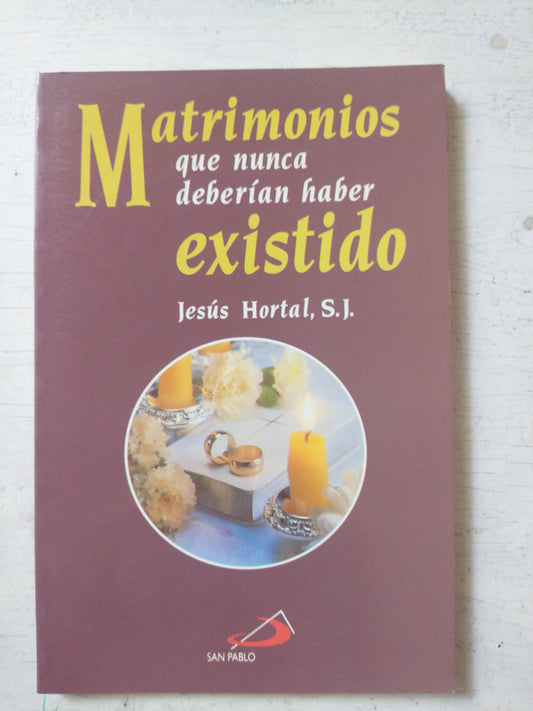 Matrimonios
que nunca
deberían haber
existido
Jesús Hortal, S.J.
SAN PABLO